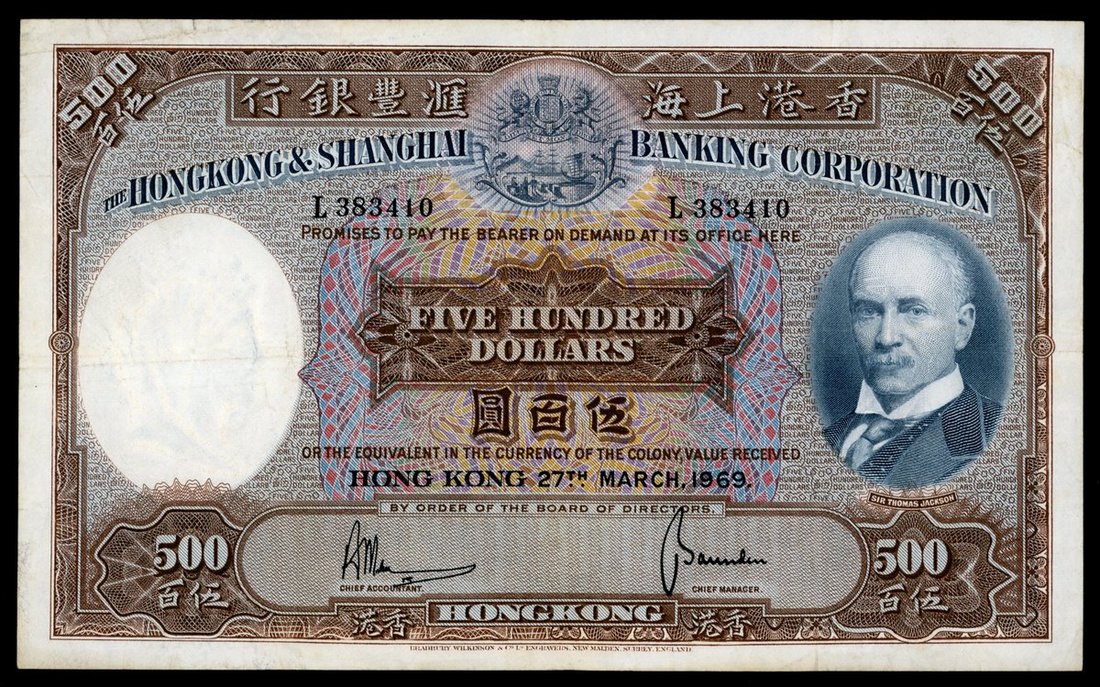 500 伍百
500 伍百
香港上海 滙豐銀行
THE HONGKONG & SHANGHAI BANKING CORPORATION
L 383410 L 383410
PROMISES TO PAY THE BEARER ON DEMAND AT ITS OFFICE HERE
FIVE HUNDRED
DOLLARS
伍百圓
OR THE EQUIVALENT IN THE CURRENCY OF THE COLONY, VALUE RECEIVED
HONG KONG 27TH MARCH, 1969.
SIR THOMAS JACKSON
BY ORDER OF THE BOARD OF DIRECTORS.
500 500
伍百 伍百
CHIEF ACCOUNTANT. CHIEF MANAGER.
香港 HONGKONG 香港
BRADBURY WILKINSON & Co Ld ENGRAVERS, NEW MALDEN, SURREY, ENGLAND